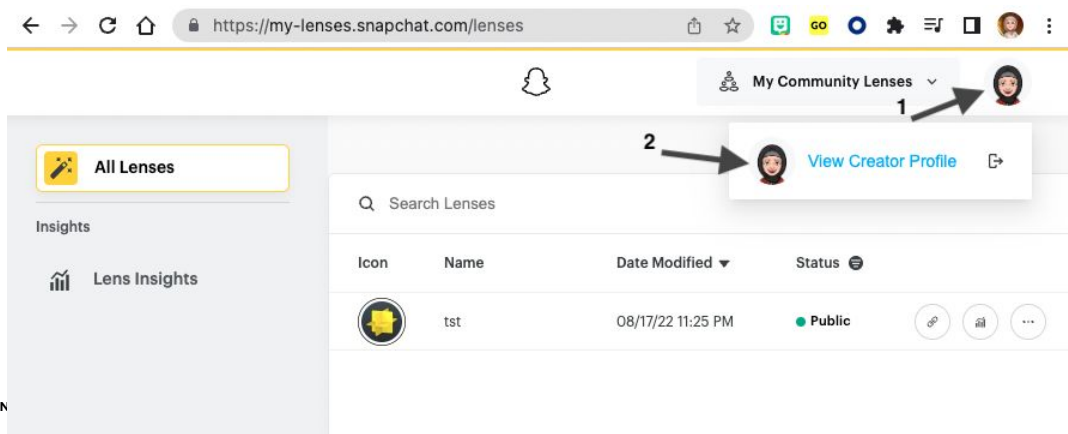 https://my-lenses.snapchat.com/lenses
GO
My Community Lenses
1
2
View Creator Profile
All Lenses
Search Lenses
Insights
Lens Insights
Icon Name Date Modified Status
tst 08/17/22 11:25 PM Public
N